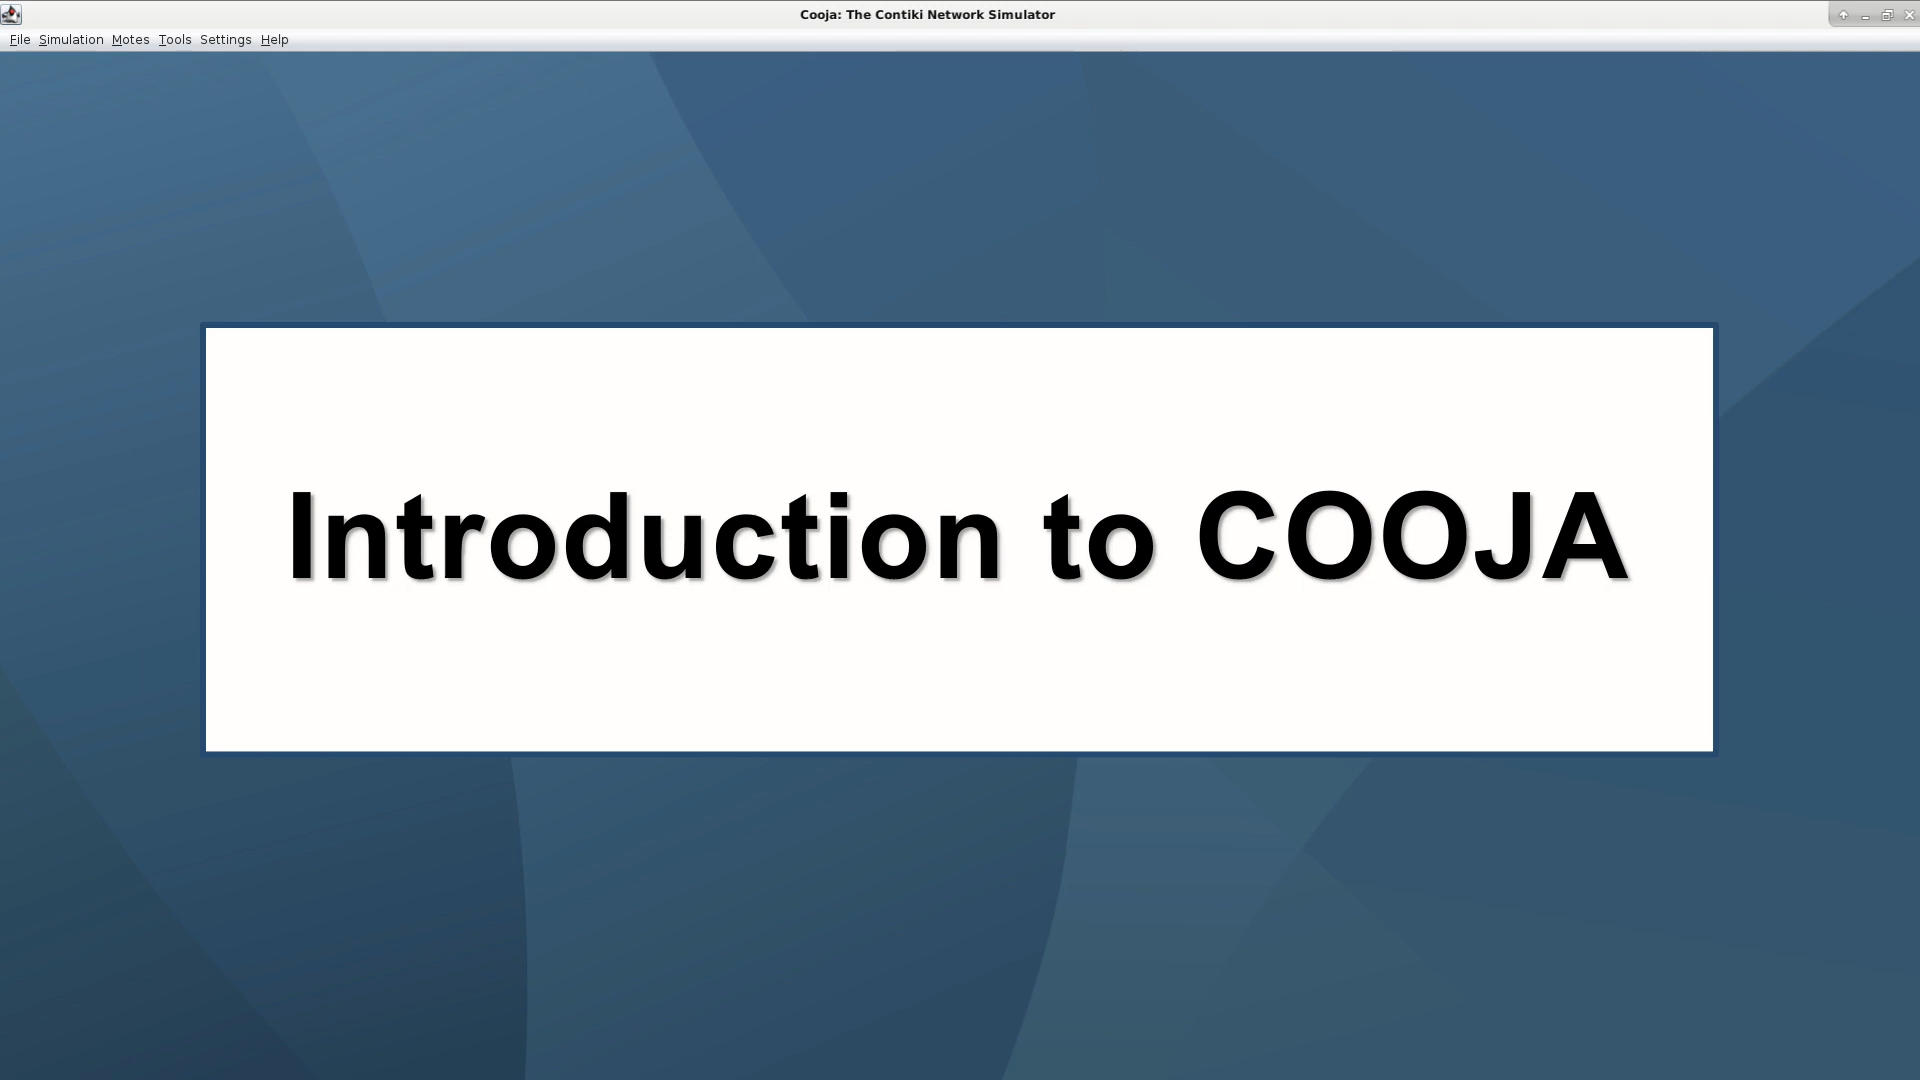 Cooja: The Contiki Network Simulator
File Simulation Motes Tools Settings Help
Introduction to COOJA